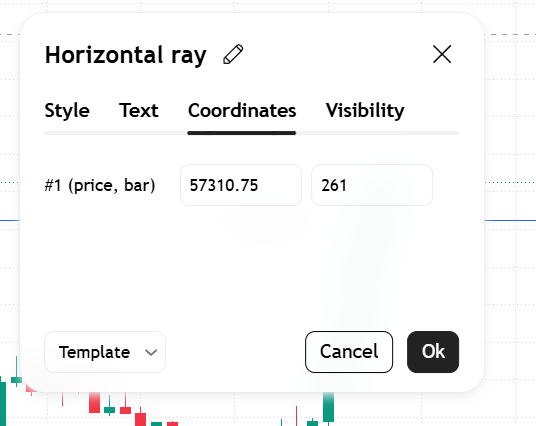 Horizontal ray
Style Text Coordinates Visibility
#1 (price, bar) 57310.75 261
Template Cancel Ok